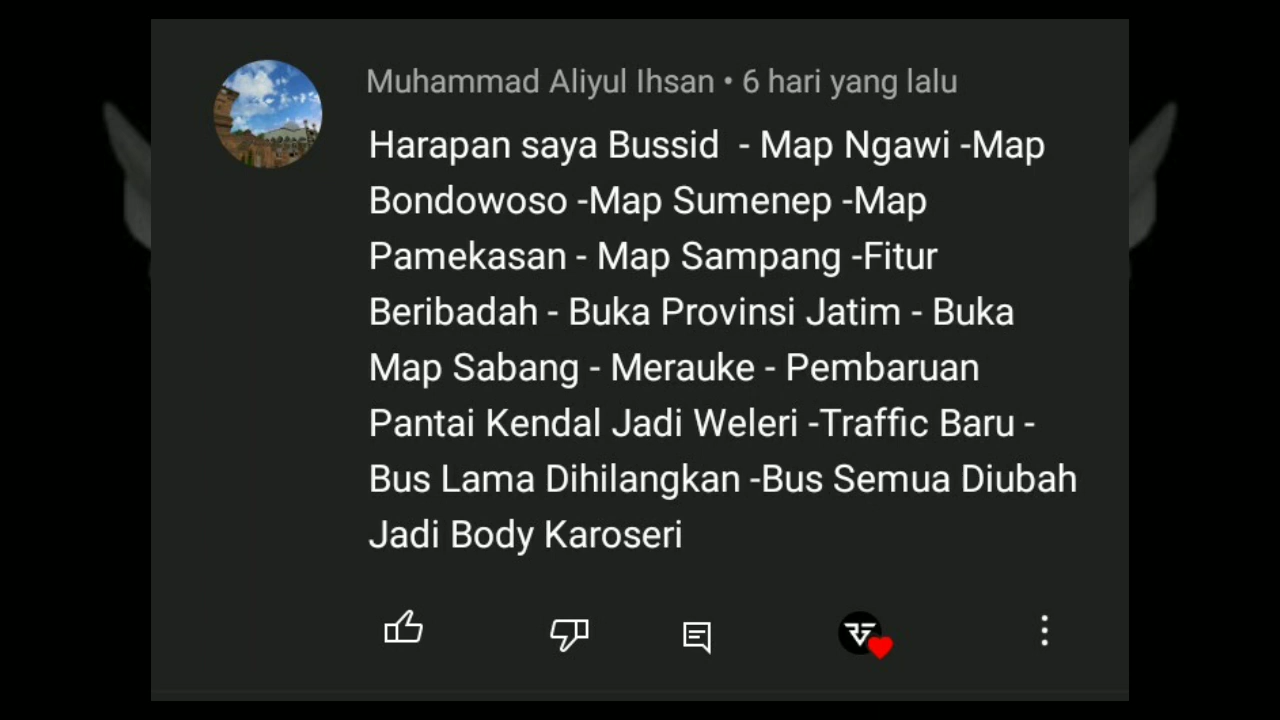 Muhammad Aliyul Ihsan • 6 hari yang lalu
Harapan saya Bussid - Map Ngawi -Map
Bondowoso -Map Sumenep -Map
Pamekasan - Map Sampang -Fitur
Beribadah - Buka Provinsi Jatim - Buka
Map Sabang - Merauke - Pembaruan
Pantai Kendal Jadi Weleri -Traffic Baru -
Bus Lama Dihilangkan -Bus Semua Diubah
Jadi Body Karoseri